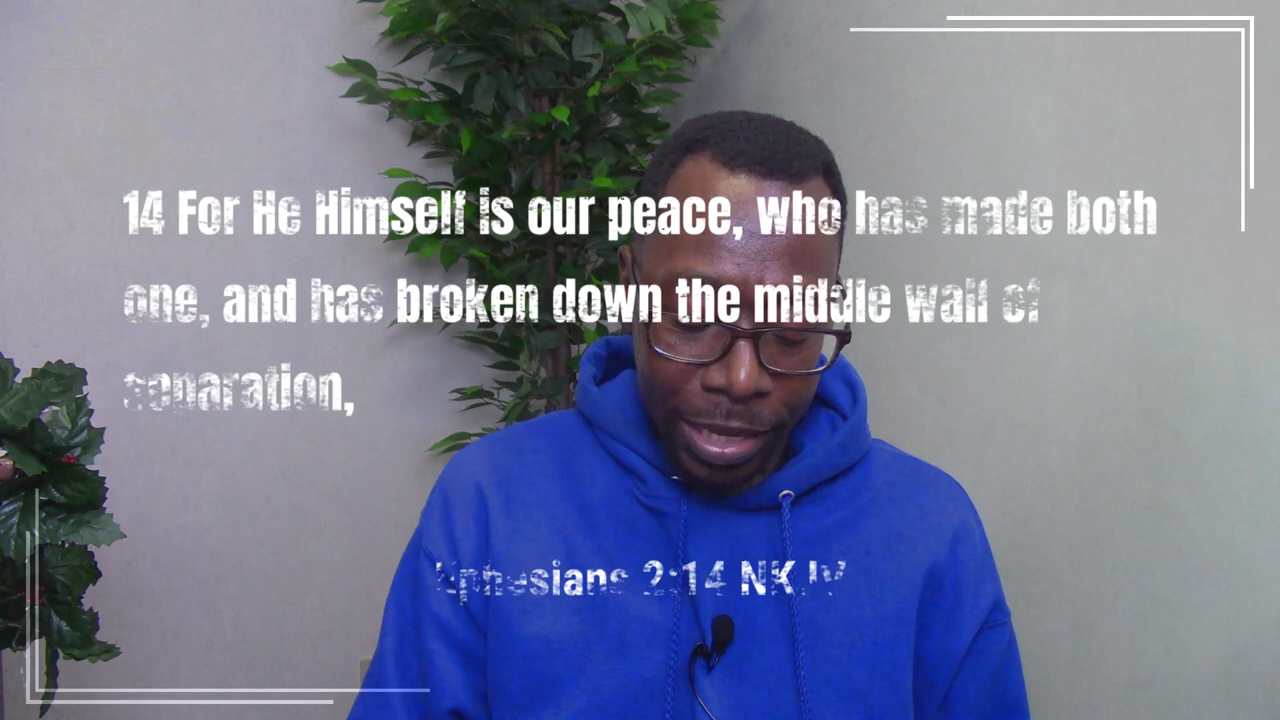 14 For He Himself is our peace, who has made both
one, and has broken down the middle wall of
separation,
Ephesians 2:14 NKJV